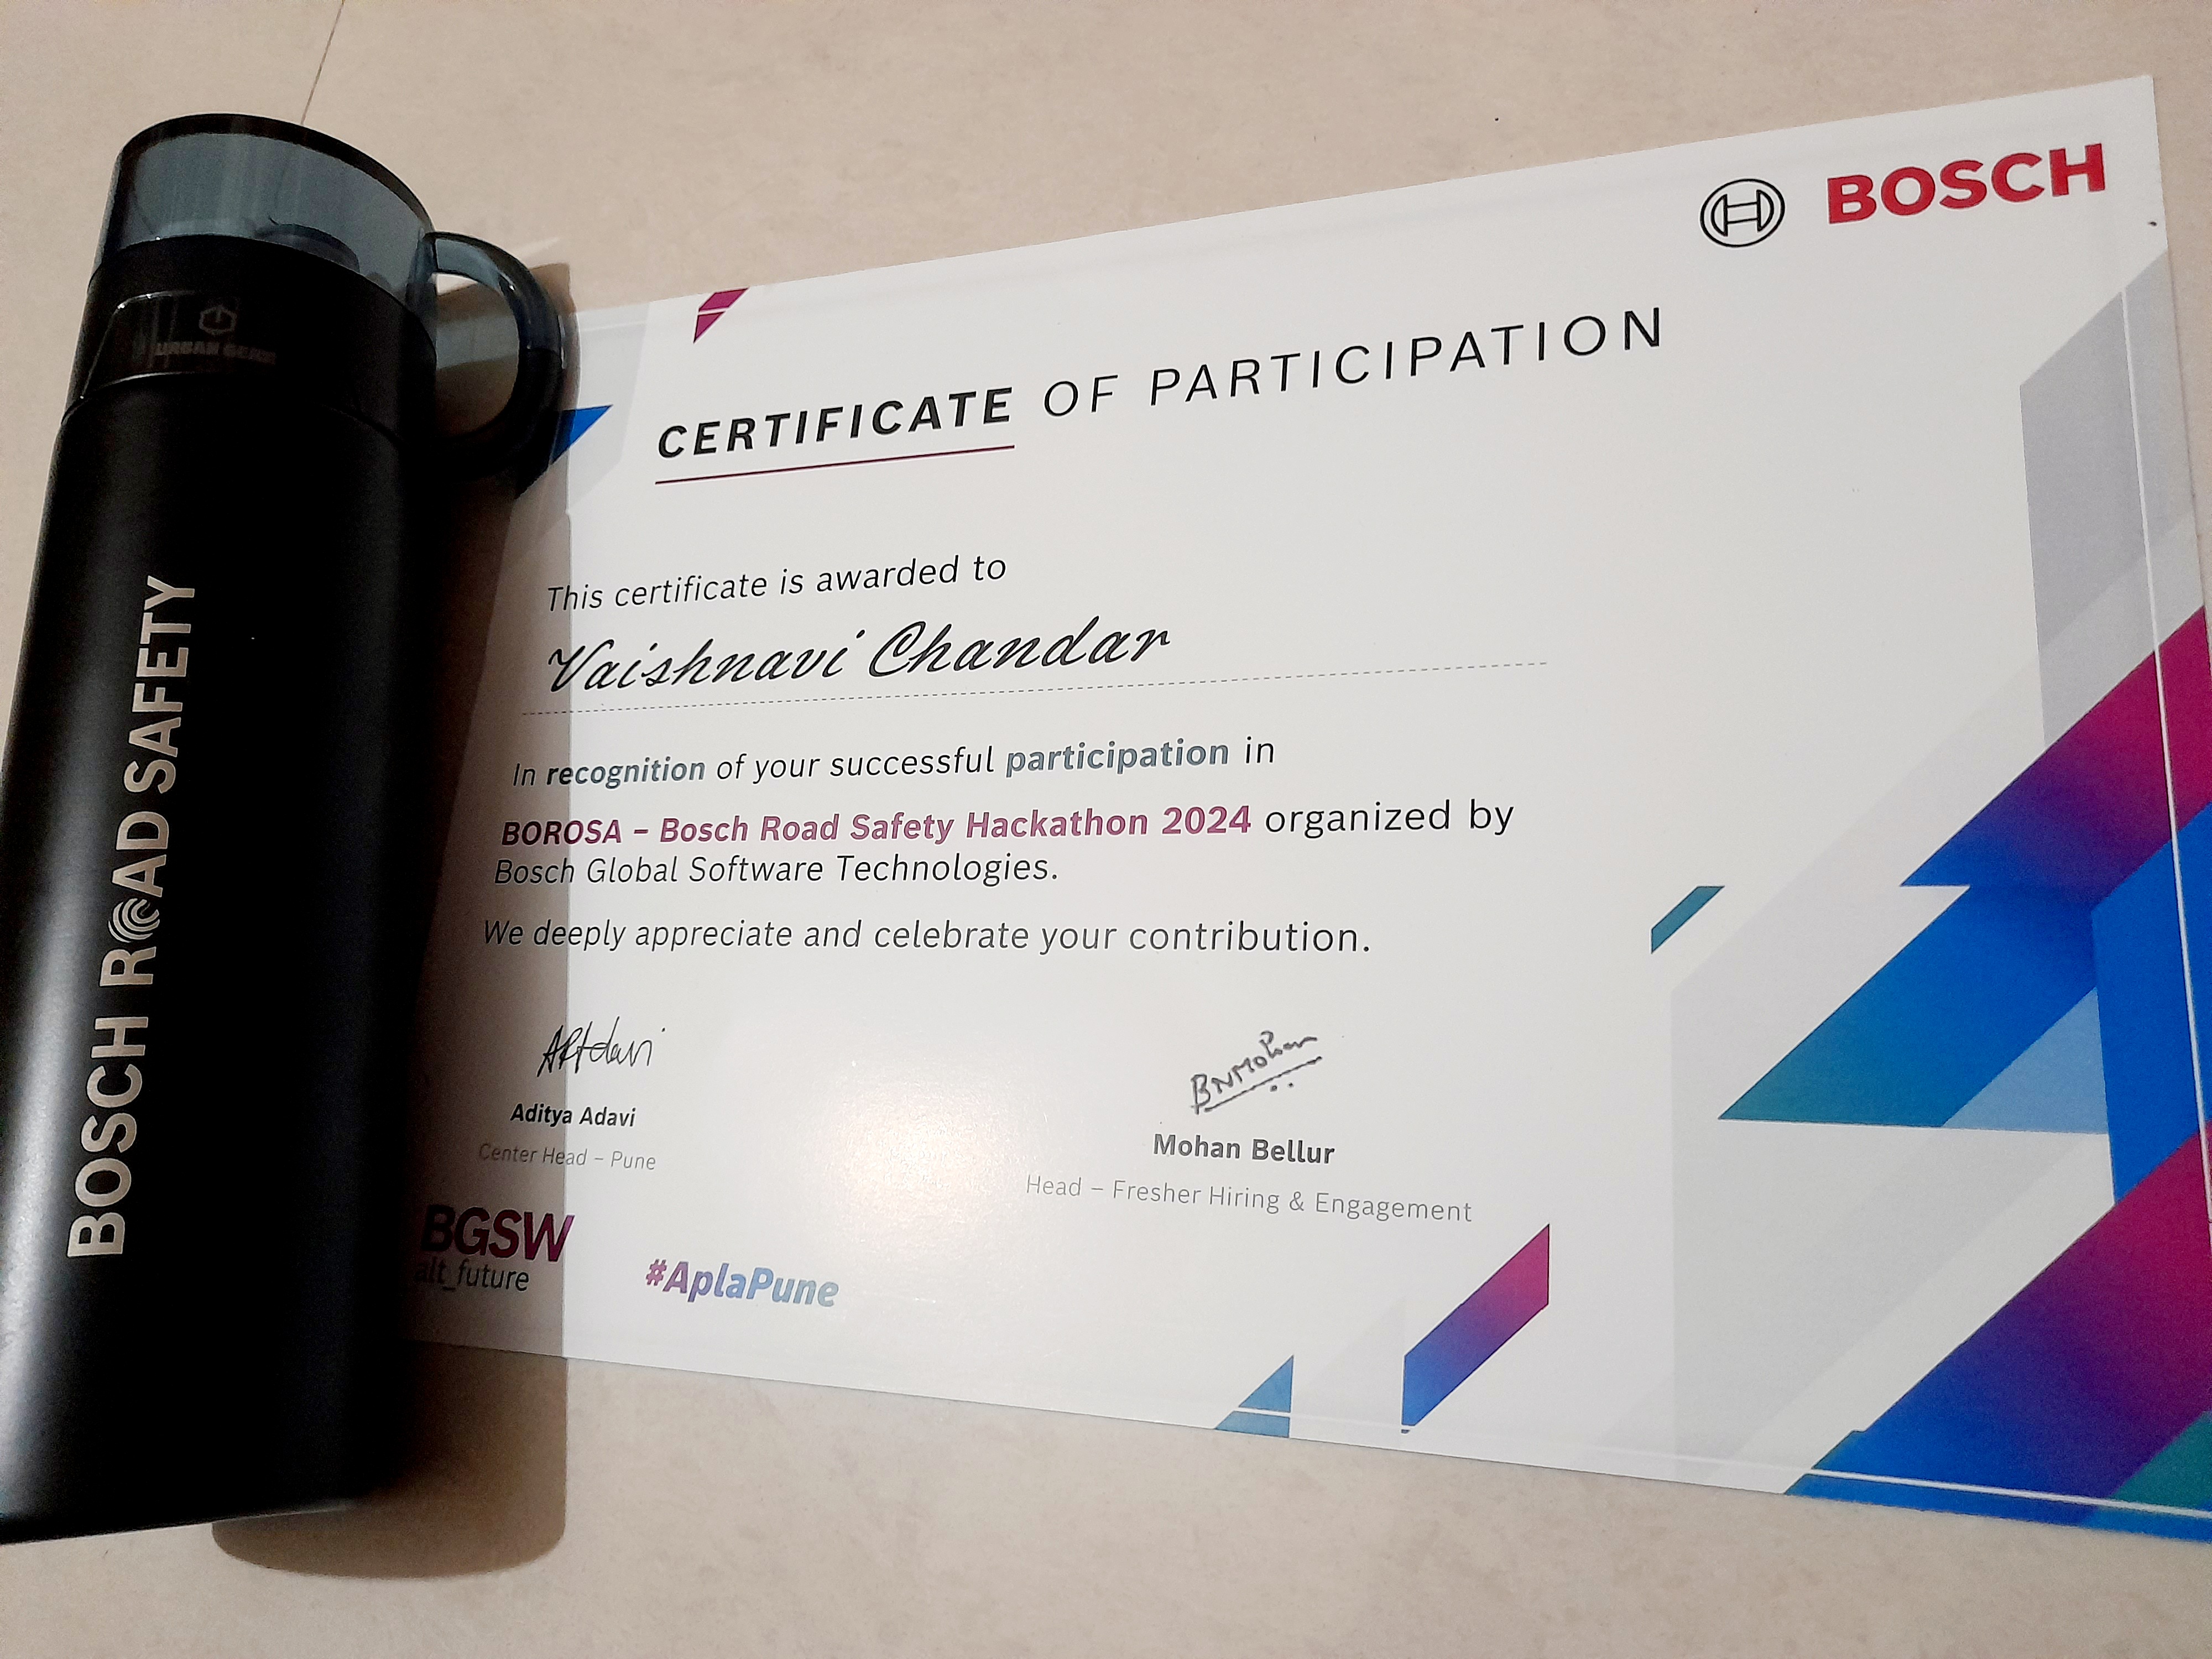 BOSCH
CERTIFICATE OF PARTICIPATION
This certificate is awarded to
Vaishnavi Chandar
In recognition of your successful participation in
BOROSA – Bosch Road Safety Hackathon 2024 organized by
Bosch Global Software Technologies.
We deeply appreciate and celebrate your contribution.
BNMohan
Aditya Adavi
Center Head – Pune
Mohan Bellur
Head – Fresher Hiring & Engagement
BGSW
alt_future
#AplaPune
URBAN GEAR
BOSCH ROAD SAFETY